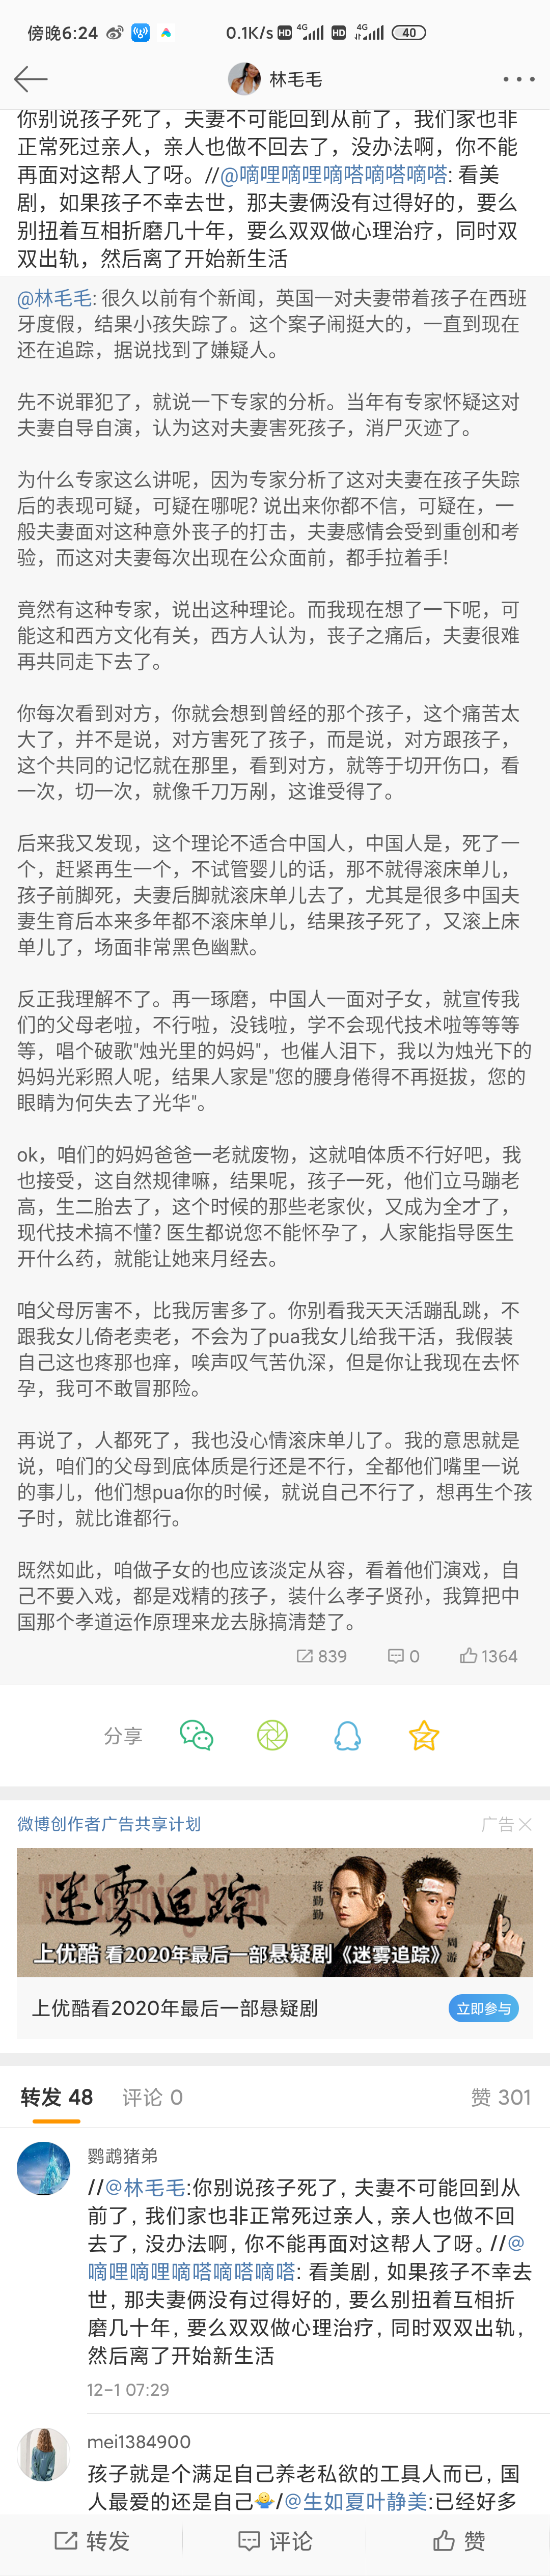 傍晚6:24
0.1K/s HD 4G HD 4G 40
林毛毛
你别说孩子死了，夫妻不可能回到从前了，我们家也非
正常死过亲人，亲人也做不回去了，没办法啊，你不能
再面对这帮人了呀。//@嘀哩嘀哩嘀嗒嘀嗒嘀嗒: 看美
剧，如果孩子不幸去世，那夫妻俩没有过得好的，要么
别扭着互相折磨几十年，要么双双做心理治疗，同时双
双出轨，然后离了开始新生活
@林毛毛: 很久以前有个新闻，英国一对夫妻带着孩子在西班
牙度假，结果小孩失踪了。这个案子闹挺大的，一直到现在
还在追踪，据说找到了嫌疑人。
先不说罪犯了，就说一下专家的分析。当年有专家怀疑这对
夫妻自导自演，认为这对夫妻害死孩子，消尸灭迹了。
为什么专家这么讲呢，因为专家分析了这对夫妻在孩子失踪
后的表现可疑，可疑在哪呢? 说出来你都不信，可疑在，一
般夫妻面对这种意外丧子的打击，夫妻感情会受到重创和考
验，而这对夫妻每次出现在公众面前，都手拉着手!
竟然有这种专家，说出这种理论。而我现在想了一下呢，可
能这和西方文化有关，西方人认为，丧子之痛后，夫妻很难
再共同走下去了。
你每次看到对方，你就会想到曾经的那个孩子，这个痛苦太
大了，并不是说，对方害死了孩子，而是说，对方跟孩子，
这个共同的记忆就在那里，看到对方，就等于切开伤口，看
一次，切一次，就像千刀万剐，这谁受得了。
后来我又发现，这个理论不适合中国人，中国人是，死了一
个，赶紧再生一个，不试管婴儿的话，那不就得滚床单儿，
孩子前脚死，夫妻后脚就滚床单儿去了，尤其是很多中国夫
妻生育后本来多年都不滚床单儿，结果孩子死了，又滚上床
单儿了，场面非常黑色幽默。
反正我理解不了。再一琢磨，中国人一面对子女，就宣传我
们的父母老啦，不行啦，没钱啦，学不会现代技术啦等等等
等，唱个破歌"烛光里的妈妈"，也催人泪下，我以为烛光下的
妈妈光彩照人呢，结果人家是"您的腰身倦得不再挺拔，您的
眼睛为何失去了光华"。
ok，咱们的妈妈爸爸一老就废物，这就咱体质不行好吧，我
也接受，这自然规律嘛，结果呢，孩子一死，他们立马蹦老
高，生二胎去了，这个时候的那些老家伙，又成为全才了，
现代技术搞不懂? 医生都说您不能怀孕了，人家能指导医生
开什么药，就能让她来月经去。
咱父母厉害不，比我厉害多了。你别看我天天活蹦乱跳，不
跟我女儿倚老卖老，不会为了pua我女儿给我干活，我假装
自己这也疼那也痒，唉声叹气苦仇深，但是你让我现在去怀
孕，我可不敢冒那险。
再说了，人都死了，我也没心情滚床单儿了。我的意思就是
说，咱们的父母到底体质是行还是不行，全都他们嘴里一说
的事儿，他们想pua你的时候，就说自己不行了，想再生个孩
子时，就比谁都行。
既然如此，咱做子女的也应该淡定从容，看着他们演戏，自
己不要入戏，都是戏精的孩子，装什么孝子贤孙，我算把中
国那个孝道运作原理来龙去脉搞清楚了。
839 0 1364
分享
微博创作者广告共享计划 广告
迷雾追踪
蒋勤勤
周游
上优酷 看2020年最后一部悬疑剧《迷雾追踪》
上优酷看2020年最后一部悬疑剧 立即参与
转发 48 评论 0 赞 301
鹦鹉猪弟
//@林毛毛:你别说孩子死了, 夫妻不可能回到从
前了, 我们家也非正常死过亲人, 亲人也做不回
去了, 没办法啊, 你不能再面对这帮人了呀。//@
嘀哩嘀哩嘀嗒嘀嗒嘀嗒: 看美剧, 如果孩子不幸去
世, 那夫妻俩没有过得好的, 要么别扭着互相折
磨几十年, 要么双双做心理治疗, 同时双双出轨,
然后离了开始新生活
12-1 07:29
mei1384900
孩子就是个满足自己养老私欲的工具人而已, 国
人最爱的还是自己🤷/@生如夏叶静美:已经好多
转发 评论 赞